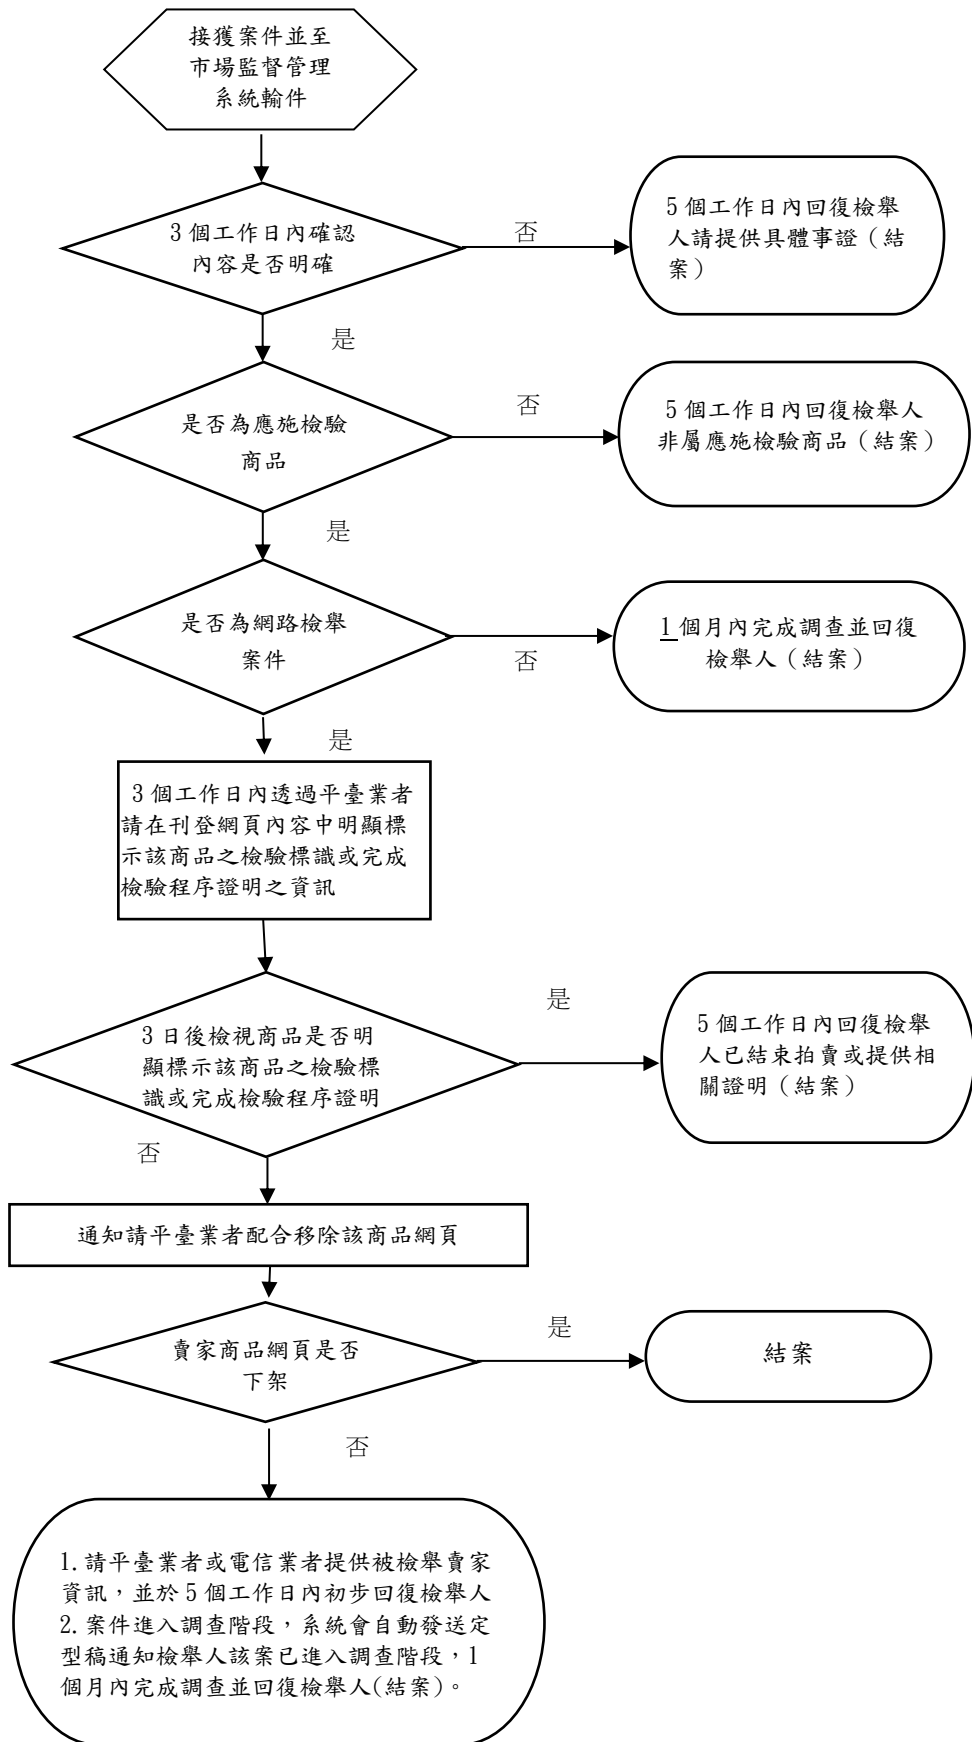 接獲案件並至
市場監督管理
系統輸件
3 個工作日內確認
內容是否明確
否
5 個工作日內回復檢舉
人請提供具體事證（結
案）
是
是否為應施檢驗
商品
否
5 個工作日內回復檢舉人
非屬應施檢驗商品（結案）
是
是否為網路檢舉
案件
否
1 個月內完成調查並回復
檢舉人（結案）
是
3 個工作日內透過平臺業者
請在刊登網頁內容中明顯標
示該商品之檢驗標識或完成
檢驗程序證明之資訊
3 日後檢視商品是否明
顯標示該商品之檢驗標
識或完成檢驗程序證明
是
5 個工作日內回復檢舉
人已結束拍賣或提供相
關證明（結案）
否
通知請平臺業者配合移除該商品網頁
賣家商品網頁是否
下架
是
結案
否
1. 請平臺業者或電信業者提供被檢舉賣家
資訊，並於 5 個工作日內初步回復檢舉人
2. 案件進入調查階段，系統會自動發送定
型稿通知檢舉人該案已進入調查階段，1
個月內完成調查並回復檢舉人(結案)。